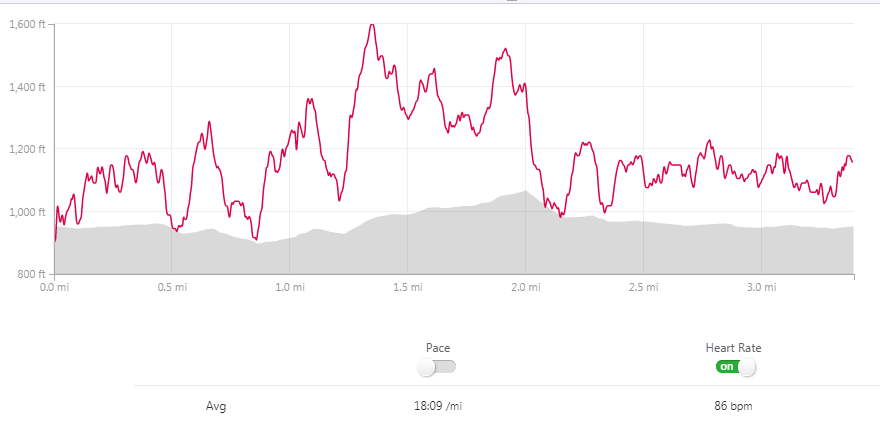 1,600 ft
1,400 ft
1,200 ft
1,000 ft
800 ft
0.0 mi 0.5 mi 1.0 mi 1.5 mi 2.0 mi 2.5 mi 3.0 mi
Pace Heart Rate
on
Avg 18:09 /mi 86 bpm